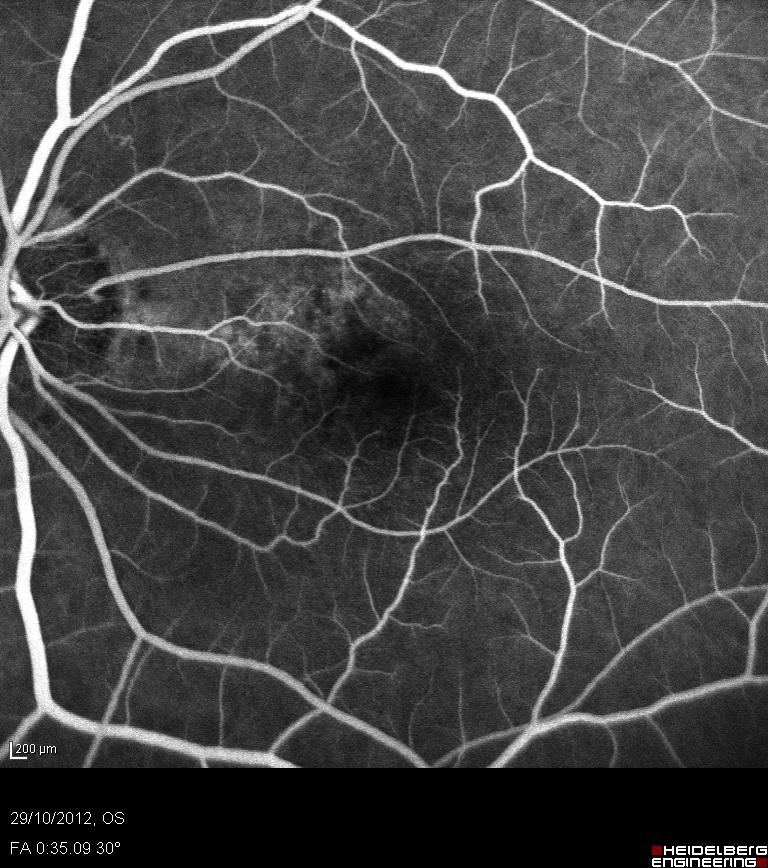 200 µm
29/10/2012, OS
FA 0:35.09 30°
HEIDELBERG
ENGINEERING